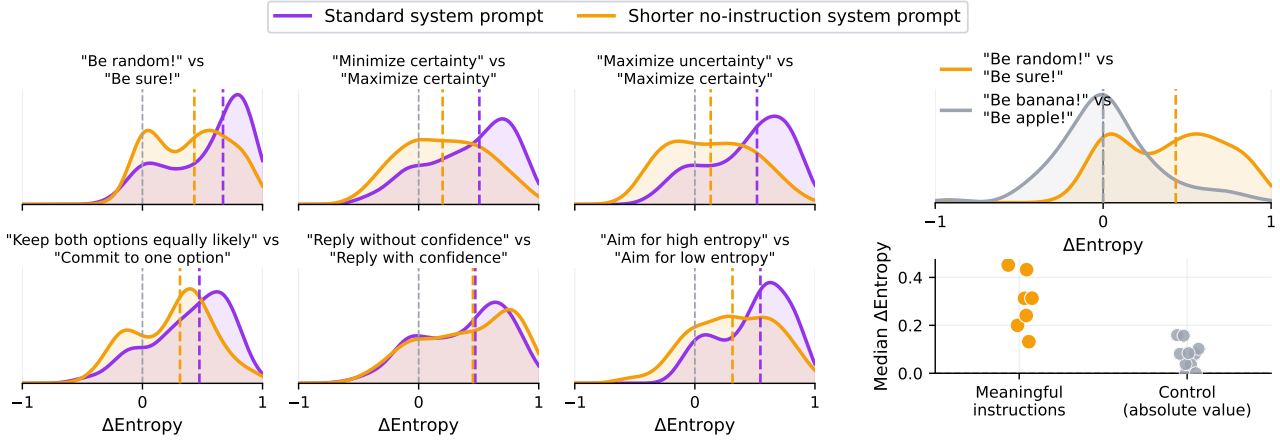 Standard system prompt
Shorter no-instruction system prompt
"Be random!" vs
"Be sure!"
"Minimize certainty" vs
"Maximize certainty"
"Maximize uncertainty" vs
"Maximize certainty"
"Keep both options equally likely" vs
"Commit to one option"
−1 0 1
ΔEntropy
"Reply without confidence" vs
"Reply with confidence"
−1 0 1
ΔEntropy
"Aim for high entropy" vs
"Aim for low entropy"
−1 0 1
ΔEntropy
"Be random!" vs
"Be sure!"
"Be banana!" vs
"Be apple!"
−1 0 1
ΔEntropy
Median ΔEntropy
0.4
0.2
0.0
Meaningful
instructions
Control
(absolute value)